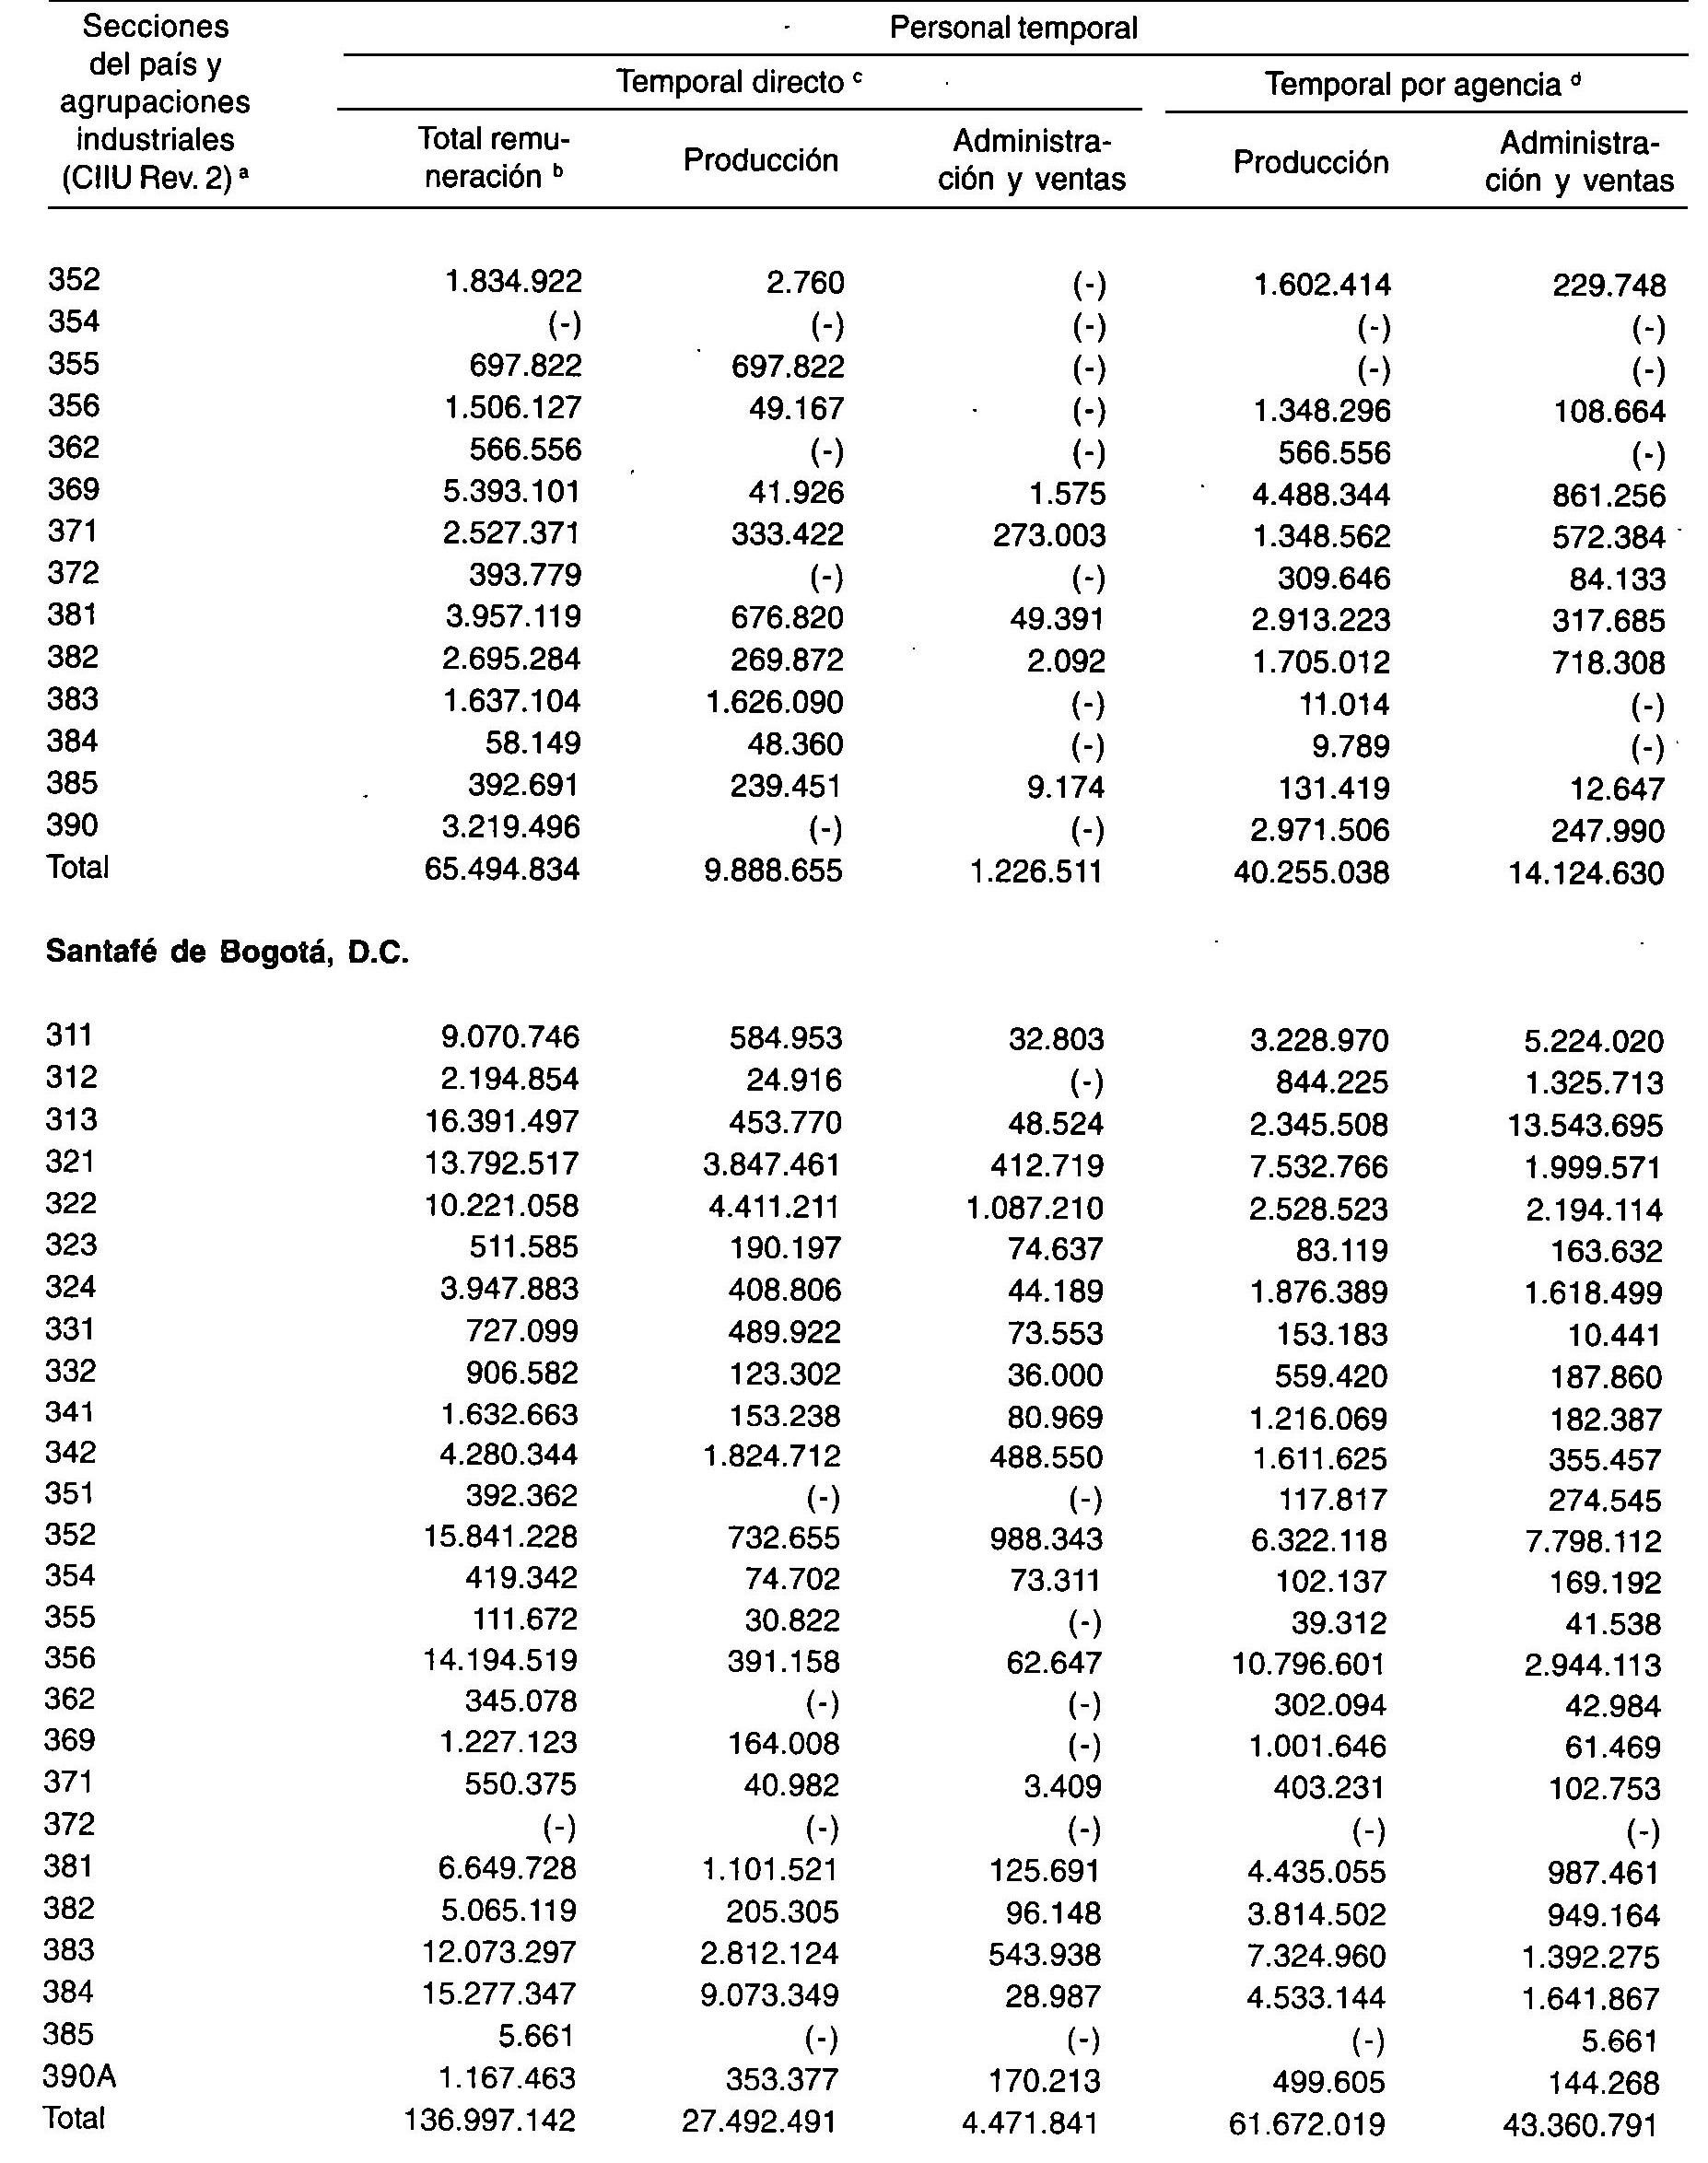 Secciones
del país y
agrupaciones
industriales
(CIIU Rev. 2) a
Personal temporal
Temporal directo c
Temporal por agencia d
Total remu-
neración b
Producción
Administra-
ción y ventas
Producción
Administra-
ción y ventas
352 1.834.922 2.760 (-) 1.602.414 229.748
354 (-) (-) (-) (-) (-)
355 697.822 697.822 (-) (-) (-)
356 1.506.127 49.167 (-) 1.348.296 108.664
362 566.556 (-) (-) 566.556 (-)
369 5.393.101 41.926 1.575 4.488.344 861.256
371 2.527.371 333.422 273.003 1.348.562 572.384
372 393.779 (-) (-) 309.646 84.133
381 3.957.119 676.820 49.391 2.913.223 317.685
382 2.695.284 269.872 2.092 1.705.012 718.308
383 1.637.104 1.626.090 (-) 11.014 (-)
384 58.149 48.360 (-) 9.789 (-)
385 392.691 239.451 9.174 131.419 12.647
390 3.219.496 (-) (-) 2.971.506 247.990
Total 65.494.834 9.888.655 1.226.511 40.255.038 14.124.630
Santafé de Bogotá, D.C.
311 9.070.746 584.953 32.803 3.228.970 5.224.020
312 2.194.854 24.916 (-) 844.225 1.325.713
313 16.391.497 453.770 48.524 2.345.508 13.543.695
321 13.792.517 3.847.461 412.719 7.532.766 1.999.571
322 10.221.058 4.411.211 1.087.210 2.528.523 2.194.114
323 511.585 190.197 74.637 83.119 163.632
324 3.947.883 408.806 44.189 1.876.389 1.618.499
331 727.099 489.922 73.553 153.183 10.441
332 906.582 123.302 36.000 559.420 187.860
341 1.632.663 153.238 80.969 1.216.069 182.387
342 4.280.344 1.824.712 488.550 1.611.625 355.457
351 392.362 (-) (-) 117.817 274.545
352 15.841.228 732.655 988.343 6.322.118 7.798.112
354 419.342 74.702 73.311 102.137 169.192
355 111.672 30.822 (-) 39.312 41.538
356 14.194.519 391.158 62.647 10.796.601 2.944.113
362 345.078 (-) (-) 302.094 42.984
369 1.227.123 164.008 (-) 1.001.646 61.469
371 550.375 40.982 3.409 403.231 102.753
372 (-) (-) (-) (-) (-)
381 6.649.728 1.101.521 125.691 4.435.055 987.461
382 5.065.119 205.305 96.148 3.814.502 949.164
383 12.073.297 2.812.124 543.938 7.324.960 1.392.275
384 15.277.347 9.073.349 28.987 4.533.144 1.641.867
385 5.661 (-) (-) (-) 5.661
390A 1.167.463 353.377 170.213 499.605 144.268
Total 136.997.142 27.492.491 4.471.841 61.672.019 43.360.791